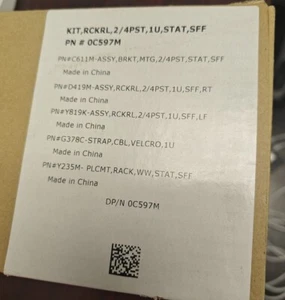 KIT,RCKRL,2/4PST,1U,STAT,SFF
PN # 0C597M
PN#C611M-ASSY,BRKT,MTG,2/4PST,STAT,SFF
Made in China
PN#D419M-ASSY,RCKRL,2/4PST,1U,SFF,RT
Made in China
PN#Y819K-ASSY,RCKRL,2/4PST,1U,SFF,LF
Made in China
PN#G378C-STRAP,CBL,VELCRO,1U
Made in China
PN#Y235M- PLCMT,RACK,WW,STAT,SFF
Made in China
DP/N 0C597M